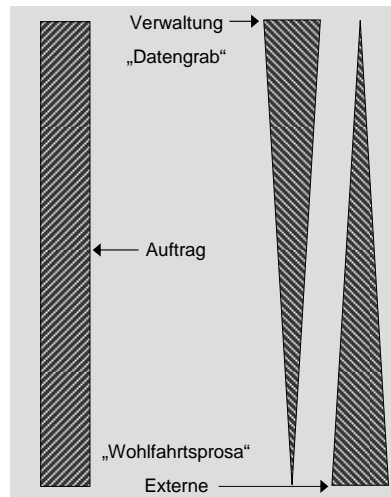 Verwaltung
„Datengrab“
Auftrag
„Wohlfahrtsprosa“
Externe